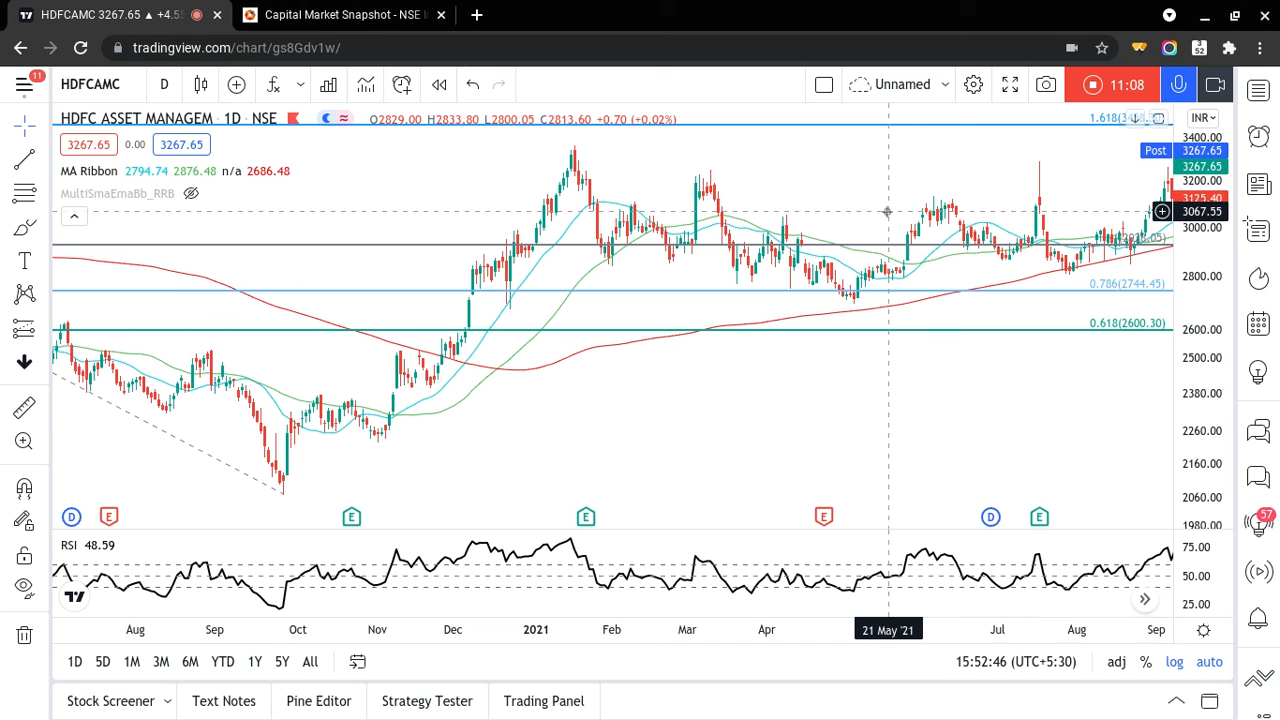 HDFCAMC 3267.65 ▲ +4.55
Capital Market Snapshot - NSE I
tradingview.com/chart/gs8Gdv1w/
3
52
11
HDFCAMC
D
Unnamed
11:08
HDFC ASSET MANAGEM · 1D · NSE
O2829.00 H2833.80 L2800.05 C2813.60 +0.70 (+0.02%)
INR
3267.65 0.00 3267.65
MA Ribbon 2794.74 2876.48 n/a 2686.48
MultiSmaEmaBb_RRB
3400.00
Post 3267.65
3267.65
3200.00
3125.40
3067.55
3000.00
2800.00
0.786(2744.45)
0.618(2600.30)
2600.00
2500.00
2380.00
2260.00
2160.00
2060.00
1980.00
D E E E E D E
57
RSI 48.59
75.00
50.00
25.00
Aug Sep Oct Nov Dec 2021 Feb Mar Apr 21 May '21 Jul Aug Sep
1D 5D 1M 3M 6M YTD 1Y 5Y All
15:52:46 (UTC+5:30) adj % log auto
Stock Screener Text Notes Pine Editor Strategy Tester Trading Panel